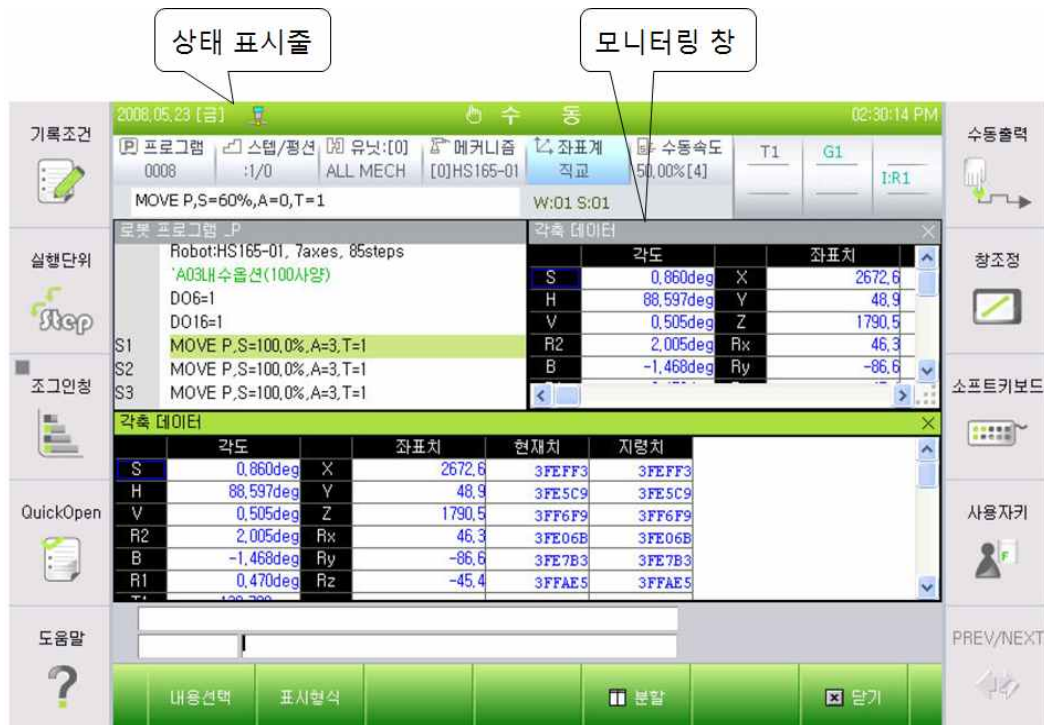 상태 표시줄
모니터링 창
2008.05.23 [금] 수 동 02:30:14 PM
기록조건
실행단위
Step
조그인칭
QuickOpen
도움말
P 프로그램 스텝/펑션 유닛:[0] 메커니즘 좌표계 수동속도 T1 G1
0008 :1/0 ALL MECH [0]HS165-01 직교 50.00%[4] I:R1
MOVE P,S=60%,A=0,T=1 W:01 S:01
로봇 프로그램 _P
Robot:HS165-01, 7axes, 85steps
'A03내수옵션(100사양)
DO6=1
DO16=1
S1 MOVE P,S=100.0%,A=3,T=1
S2 MOVE P,S=100.0%,A=3,T=1
S3 MOVE P,S=100.0%,A=3,T=1
각축 데이터
각도 좌표치
S 0.860deg X 2672.6
H 88.597deg Y 48.9
V 0.505deg Z 1790.5
R2 2.005deg Rx 46.3
B -1.468deg Ry -86.6
각축 데이터
각도 좌표치 현재치 지령치
S 0.860deg X 2672.6 3FEFF3 3FEFF3
H 88.597deg Y 48.9 3FE5C9 3FE5C9
V 0.505deg Z 1790.5 3FF6F9 3FF6F9
R2 2.005deg Rx 46.3 3FE06B 3FE06B
B -1.468deg Ry -86.6 3FE7B3 3FE7B3
R1 0.470deg Rz -45.4 3FFAE5 3FFAE5
내용선택 표시형식 분할 닫기
수동출력
창조정
소프트키보드
사용자키
F
PREV/NEXT